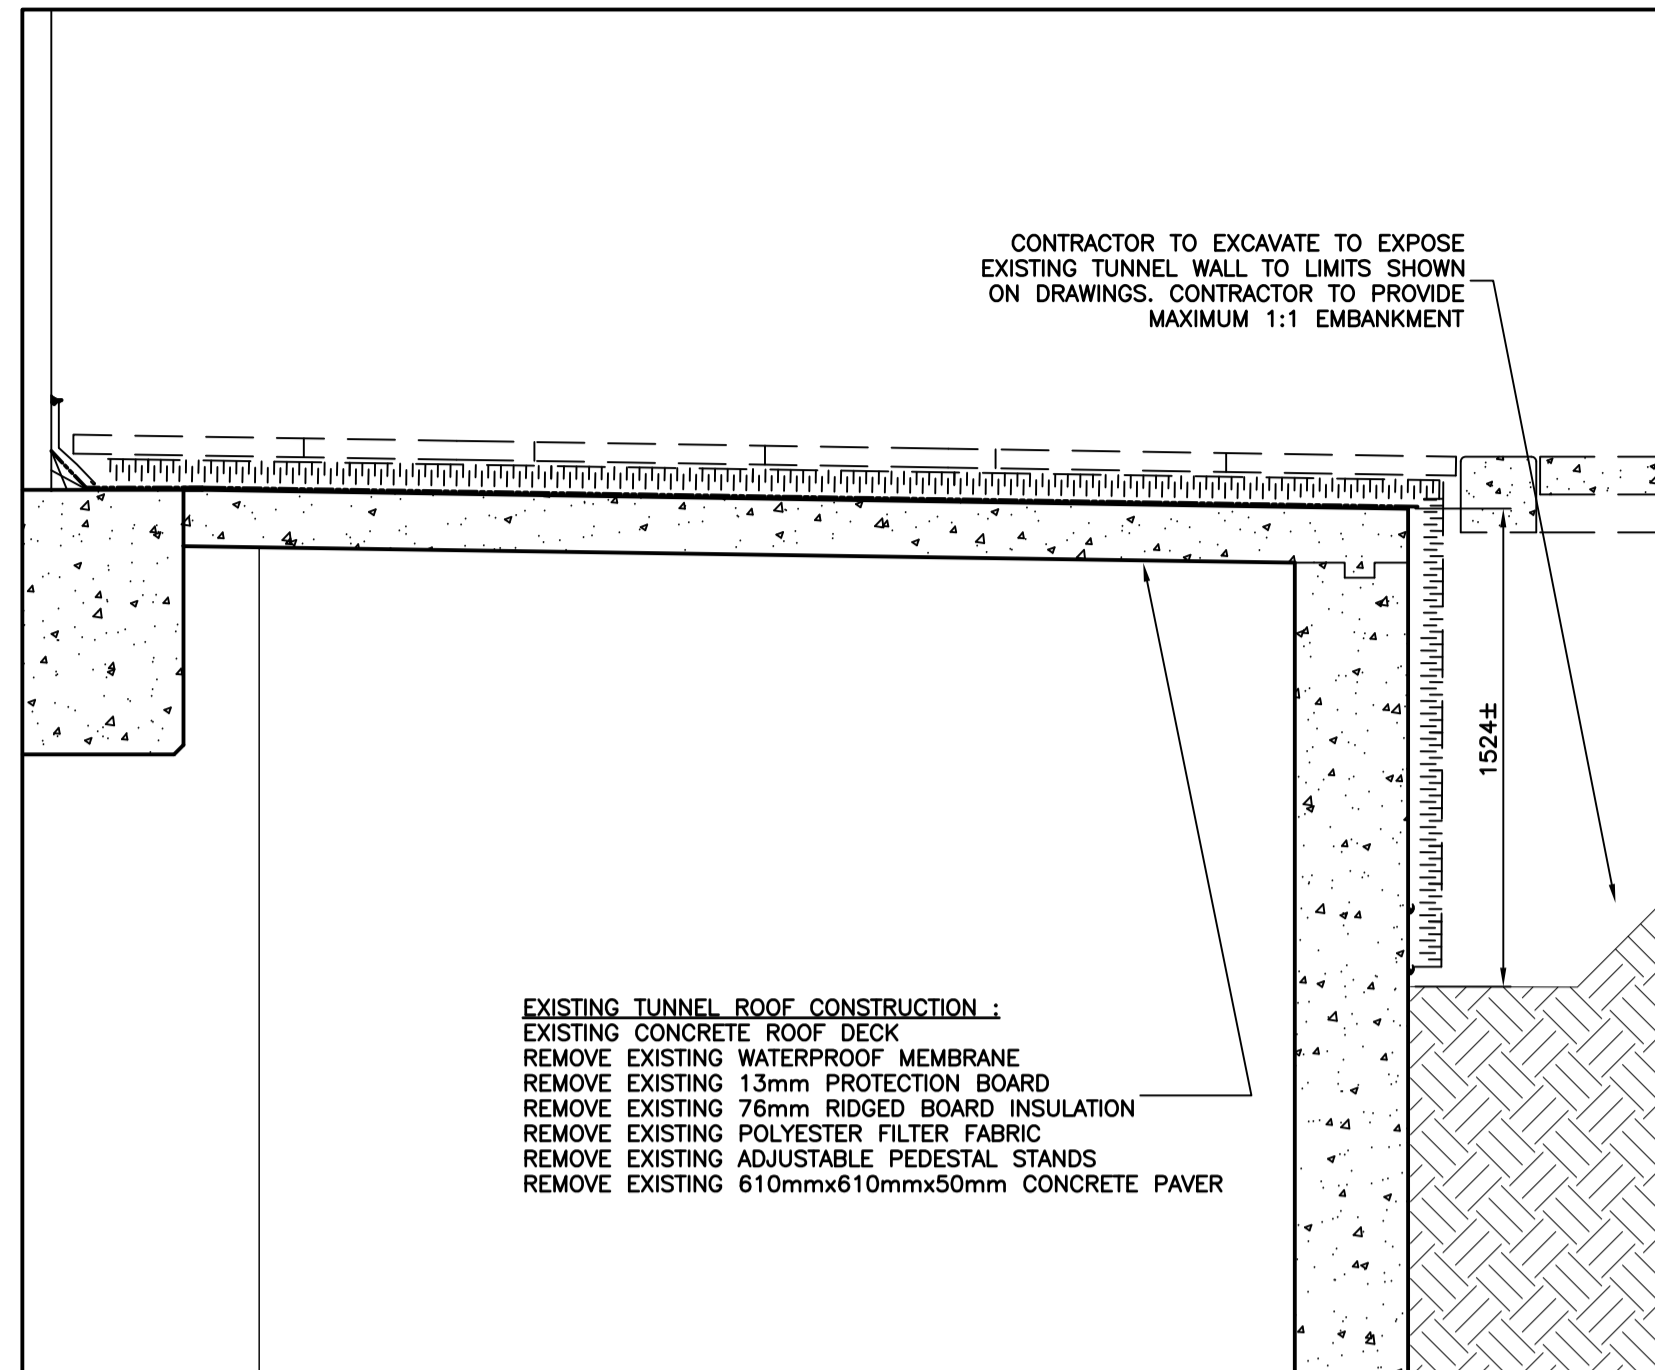 CONTRACTOR TO EXCAVATE TO EXPOSE
EXISTING TUNNEL WALL TO LIMITS SHOWN
ON DRAWINGS. CONTRACTOR TO PROVIDE
MAXIMUM 1:1 EMBANKMENT
1524±
EXISTING TUNNEL ROOF CONSTRUCTION :
EXISTING CONCRETE ROOF DECK
REMOVE EXISTING WATERPROOF MEMBRANE
REMOVE EXISTING 13mm PROTECTION BOARD
REMOVE EXISTING 76mm RIDGED BOARD INSULATION
REMOVE EXISTING POLYESTER FILTER FABRIC
REMOVE EXISTING ADJUSTABLE PEDESTAL STANDS
REMOVE EXISTING 610mmx610mmx50mm CONCRETE PAVER